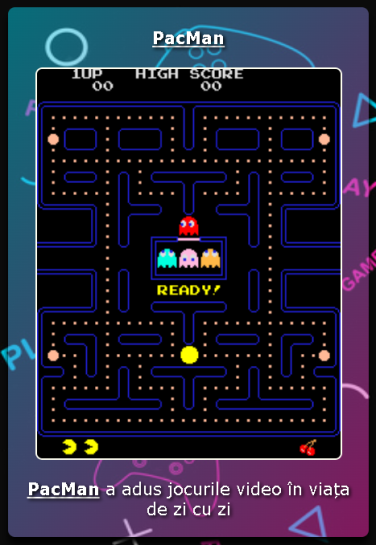 PacMan
1UP HIGH SCORE
00 00
READY!
PacMan a adus jocurile video în viața
de zi cu zi